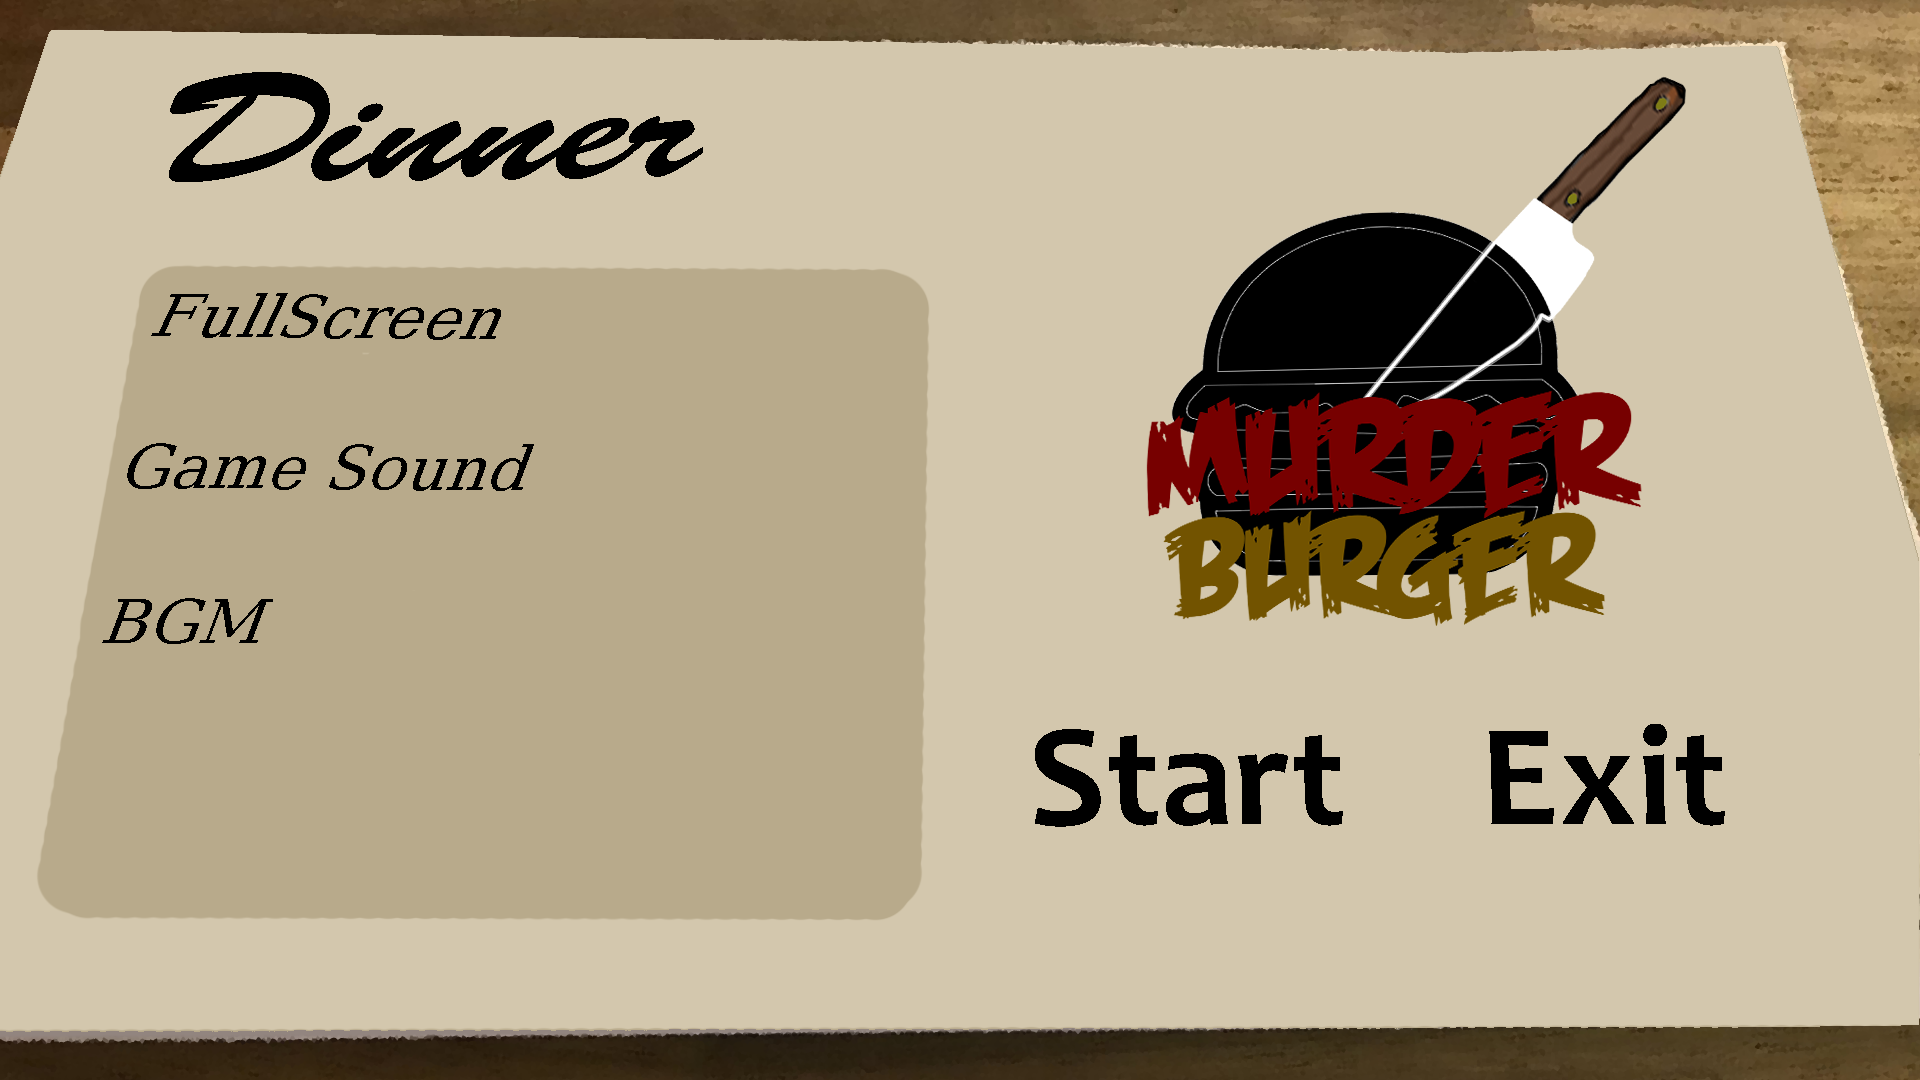 Dinner
FullScreen
Game Sound
BGM
MURDER
BURGER
Start Exit